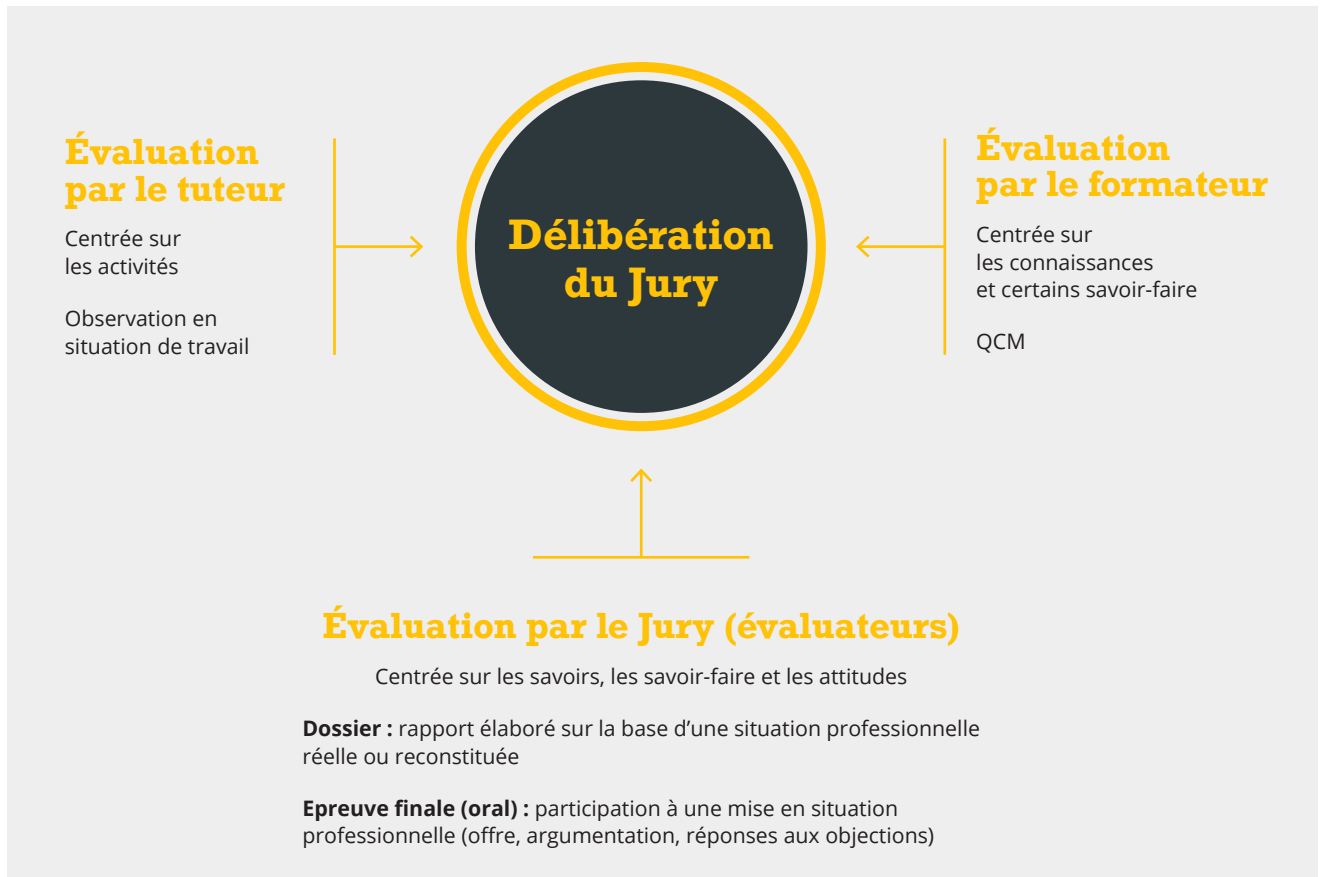 Évaluation
par le tuteur
Centrée sur
les activités
Observation en
situation de travail
Délibération
du Jury
Évaluation
par le formateur
Centrée sur
les connaissances
et certains savoir-faire
QCM
Évaluation par le Jury (évaluateurs)
Centrée sur les savoirs, les savoir-faire et les attitudes
Dossier : rapport élaboré sur la base d’une situation professionnelle
réelle ou reconstituée
Epreuve finale (oral) : participation à une mise en situation
professionnelle (offre, argumentation, réponses aux objections)